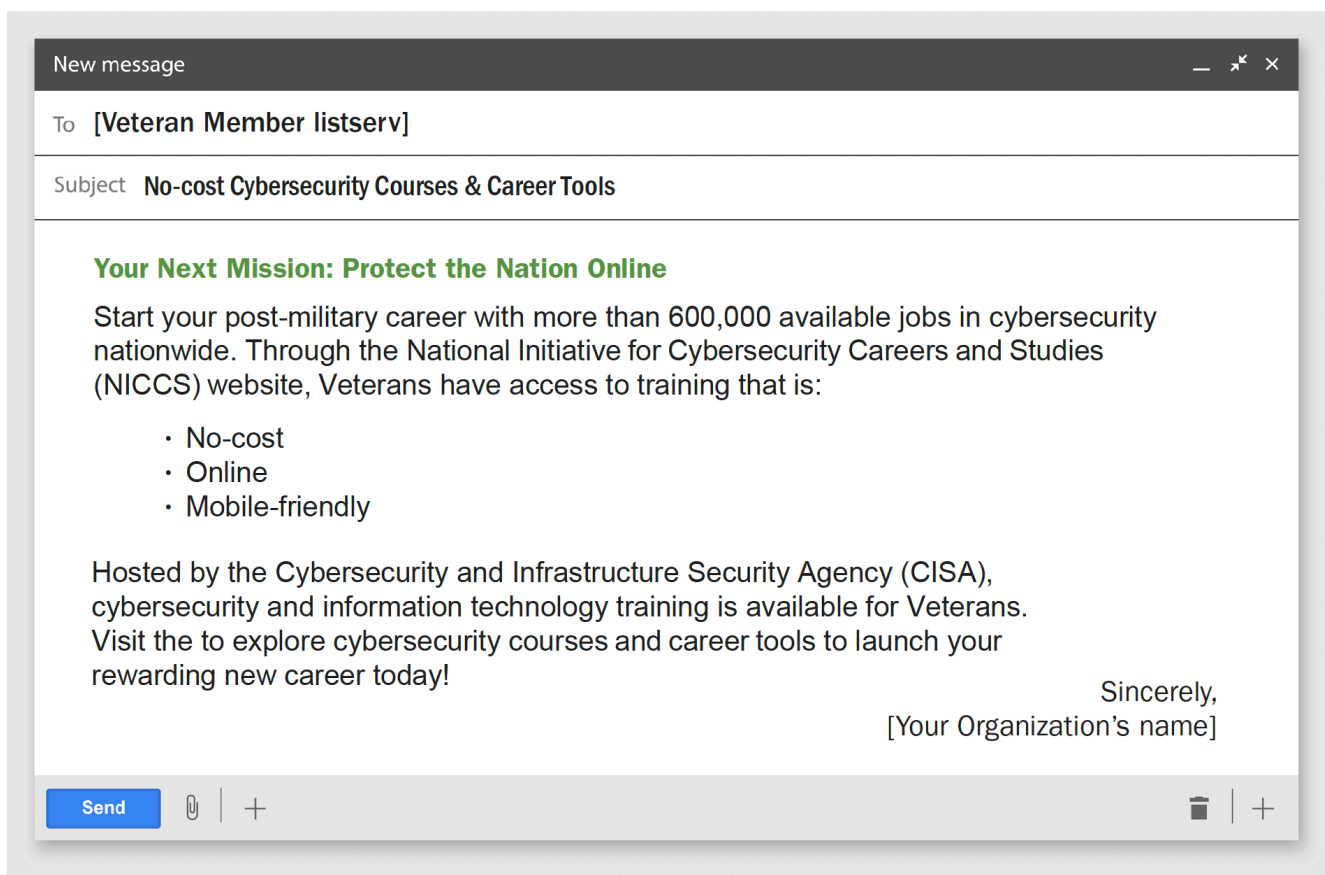 New message
To [Veteran Member listserv]
Subject No-cost Cybersecurity Courses & Career Tools
Your Next Mission: Protect the Nation Online
Start your post-military career with more than 600,000 available jobs in cybersecurity
nationwide. Through the National Initiative for Cybersecurity Careers and Studies
(NICCS) website, Veterans have access to training that is:
· No-cost
· Online
· Mobile-friendly
Hosted by the Cybersecurity and Infrastructure Security Agency (CISA),
cybersecurity and information technology training is available for Veterans.
Visit the to explore cybersecurity courses and career tools to launch your
rewarding new career today!
Sincerely,
[Your Organization’s name]
Send